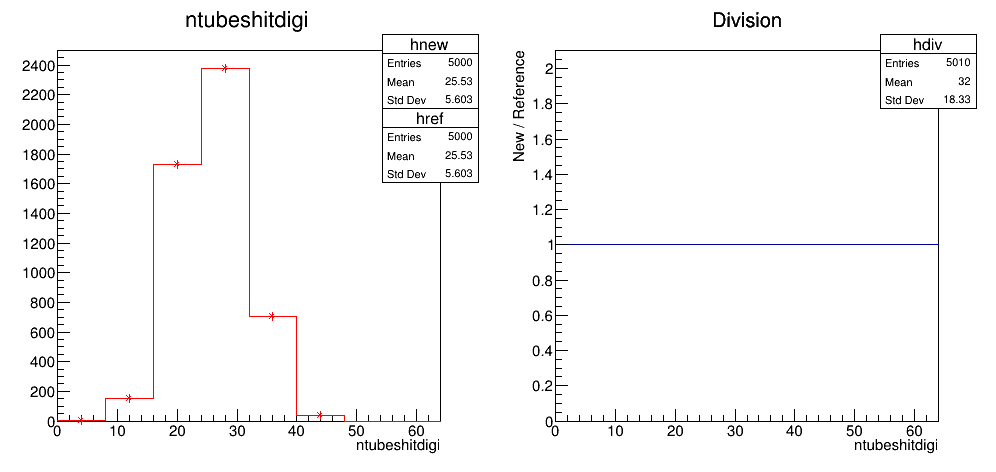 ntubeshitdigi
hnew
Entries 5000
Mean 25.53
Std Dev 5.603
href
Entries 5000
Mean 25.53
Std Dev 5.603
2400
2200
2000
1800
1600
1400
1200
1000
800
600
400
200
0
0 10 20 30 40 50 60
ntubeshitdigi
Division
hdiv
Entries 5010
Mean 32
Std Dev 18.33
New / Reference
2
1.8
1.6
1.4
1.2
1
0.8
0.6
0.4
0.2
0
0 10 20 30 40 50 60
ntubeshitdigi